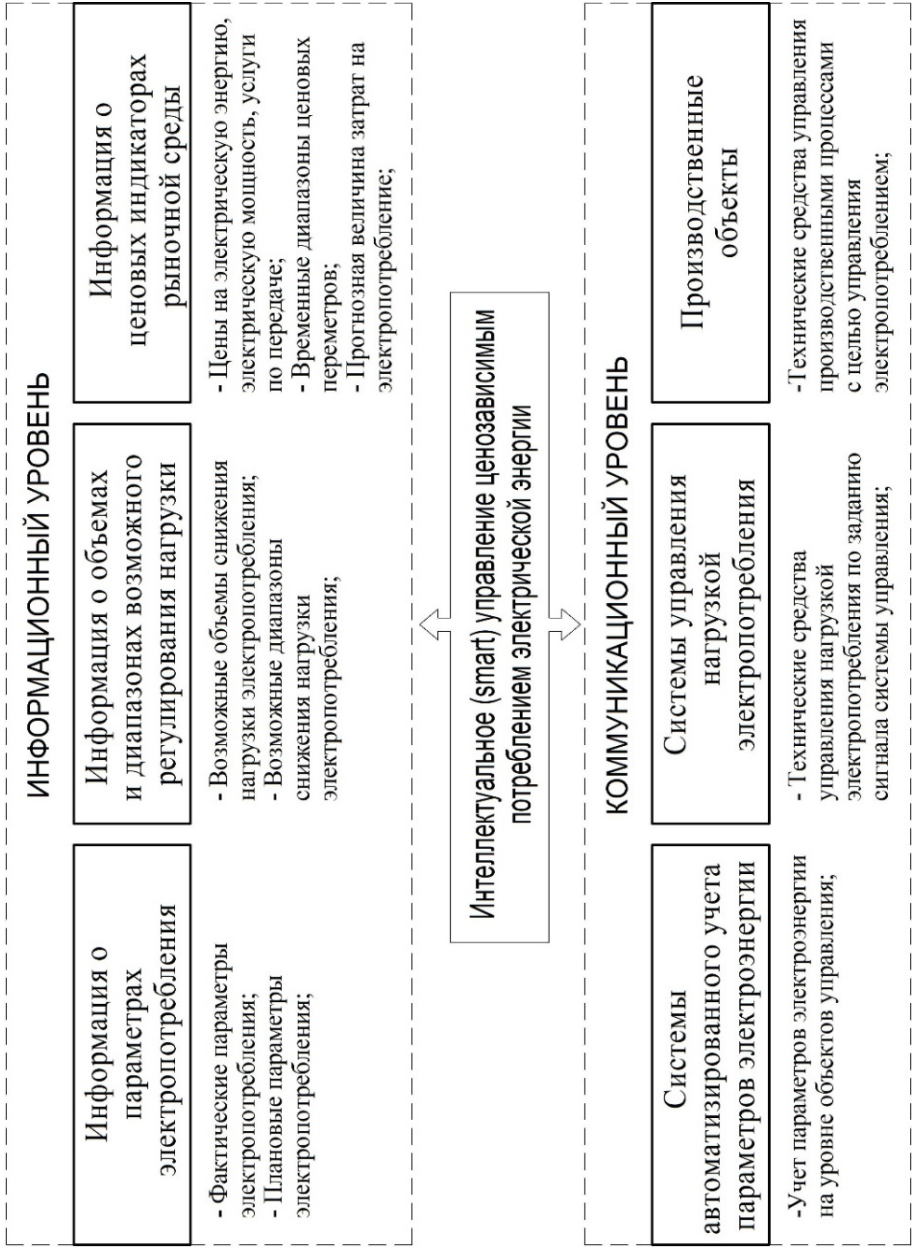 ИНФОРМАЦИОННЫЙ УРОВЕНЬ
Информация о
параметрах
электропотребления
- Фактические параметры
электропотребления;
- Плановые параметры
электропотребления;
Информация о объемах
и диапазонах возможного
регулирования нагрузки
- Возможные объемы снижения
нагрузки электропотребления;
- Возможные диапазоны
снижения нагрузки
электропотребления;
Информация о
ценовых индикаторах
рыночной среды
- Цены на электрическую энергию,
электрическую мощность, услуги
по передаче;
- Временные диапазоны ценовых
переметров;
- Прогнозная величина затрат на
электропотребление;
Интеллектуальное (smart) управление ценозависимым
потреблением электрической энергии
КОММУНИКАЦИОННЫЙ УРОВЕНЬ
Системы
автоматизированного учета
параметров электроэнергии
-Учет параметров электроэнергии
на уровне объектов управления;
Системы управления
нагрузкой
электропотребления
- Технические средства
управления нагрузкой
электропотребления по заданию
сигнала системы управления;
Производственные
объекты
-Технические средства управления
производственными процессами
с целью управления
электропотреблением;